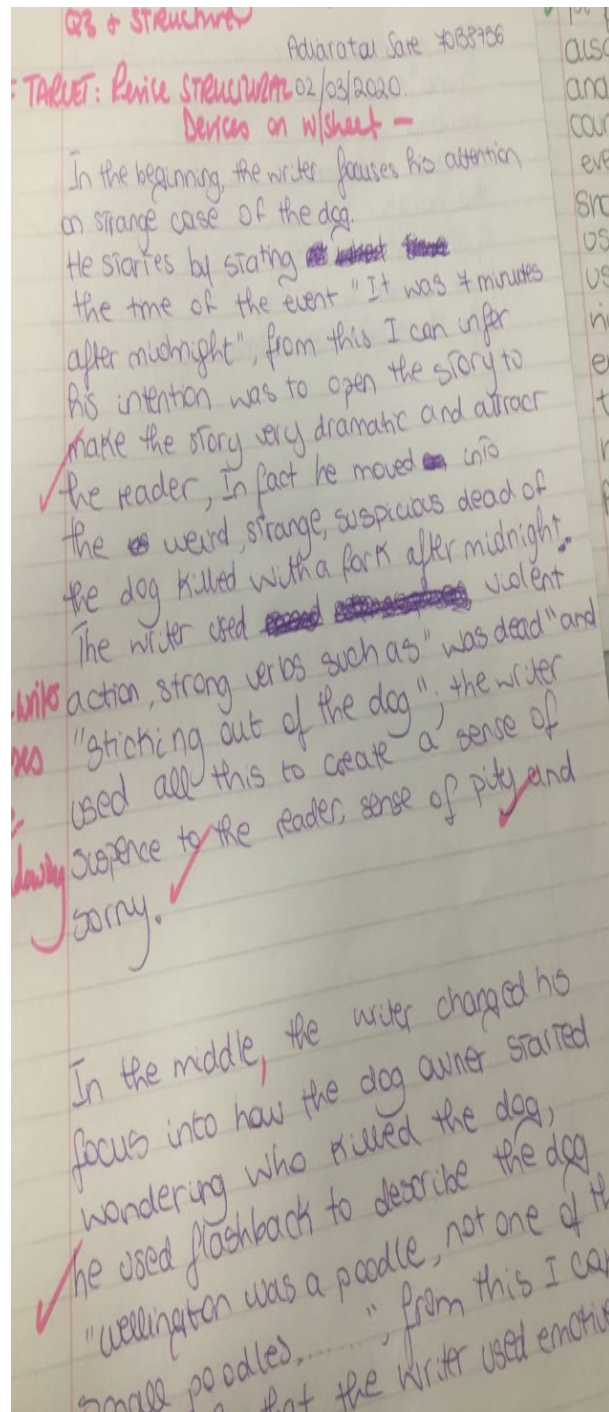 Q3 & STRUCTURE
Adiaratou Sare
02/03/2020.
TARGET: Revise STRUCTURAL
Devices on w/sheet -
In the beginning, the writer focuses his attention
on strange case of the dog.
He stories by stating
the time of the event "It was 7 minutes
after midnight", from this I can infer
his intention was to open the story to
make the story very dramatic and attract
the reader, In fact he moved into
the weird, strange, suspicious dead of
the dog killed with a fork after midnight.
The writer used violent
action, strong verbs such as "was dead" and
"sticking out of the dog"; the writer
used all this to create a sense of
suspence to the reader, sense of pity and
sorry.
In the middle, the writer changed his
focus into how the dog owner started
wondering who killed the dog,
he used flashback to describe the dog
"wellington was a poodle, not one of the
small poodles,......", from this I can
that the writer used emotive